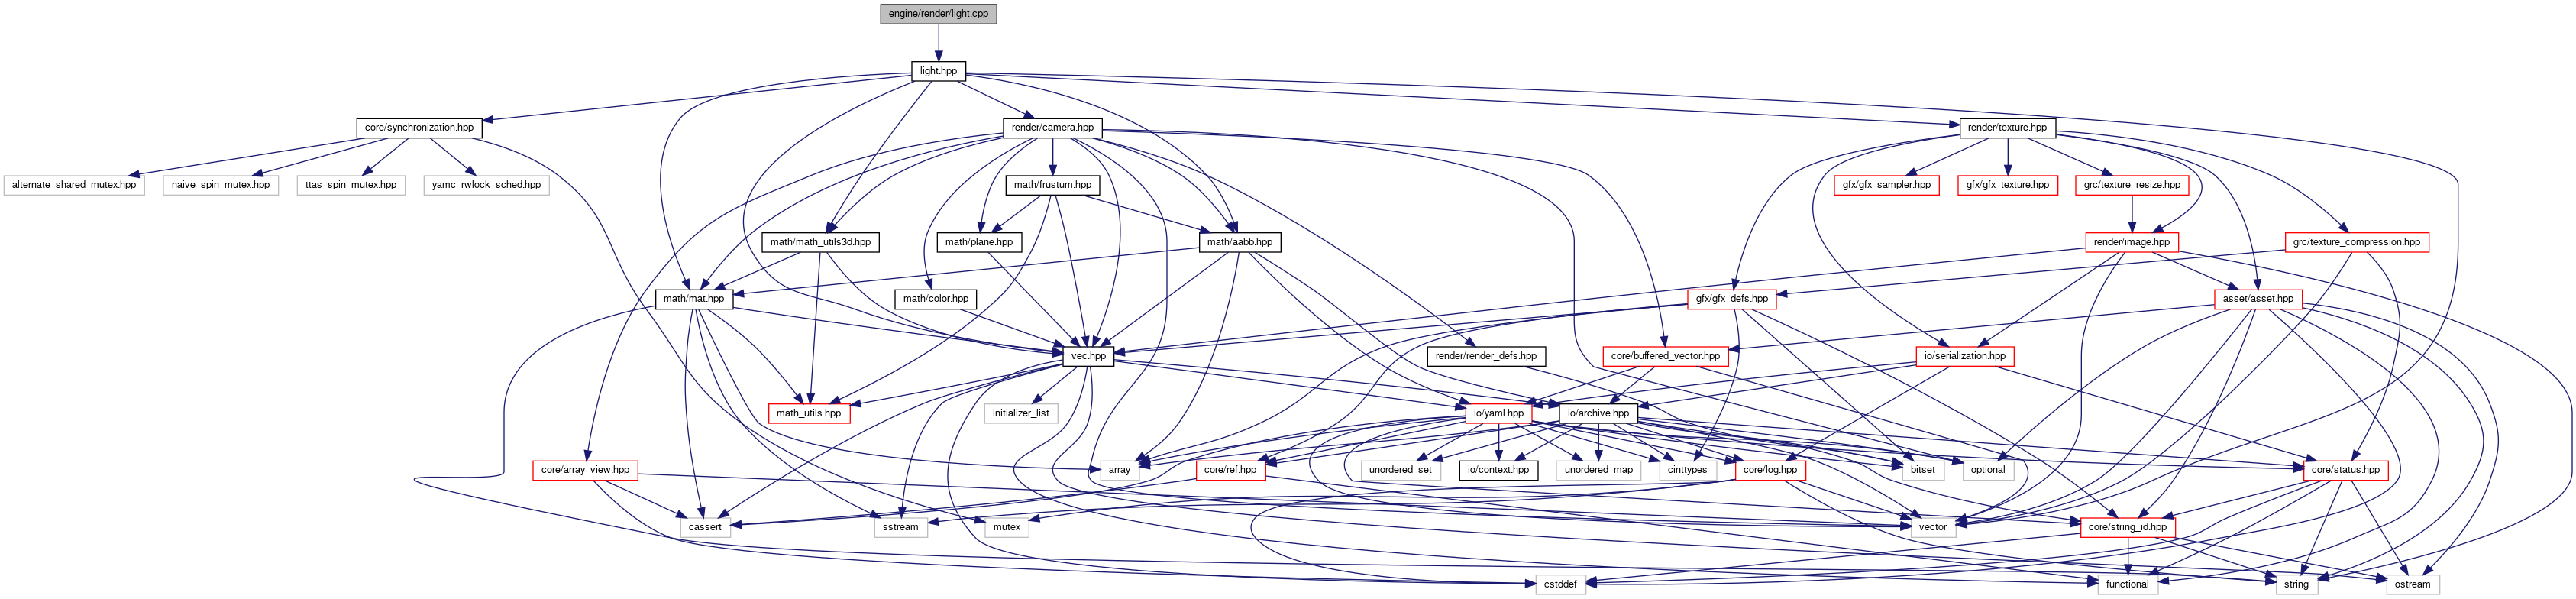 engine/render/light.cpp
light.hpp
core/synchronization.hpp
render/camera.hpp
render/texture.hpp
alternate_shared_mutex.hpp
naive_spin_mutex.hpp
ttas_spin_mutex.hpp
yamc_rwlock_sched.hpp
math/frustum.hpp
gfx/gfx_sampler.hpp
gfx/gfx_texture.hpp
grc/texture_resize.hpp
math/math_utils3d.hpp
math/plane.hpp
math/aabb.hpp
render/image.hpp
grc/texture_compression.hpp
math/mat.hpp
math/color.hpp
gfx/gfx_defs.hpp
asset/asset.hpp
vec.hpp
render/render_defs.hpp
core/buffered_vector.hpp
io/serialization.hpp
math_utils.hpp
initializer_list
io/yaml.hpp
io/archive.hpp
core/array_view.hpp
array
core/ref.hpp
unordered_set
io/context.hpp
unordered_map
cinttypes
core/log.hpp
bitset
optional
core/status.hpp
cassert
sstream
mutex
vector
core/string_id.hpp
cstddef
functional
string
ostream